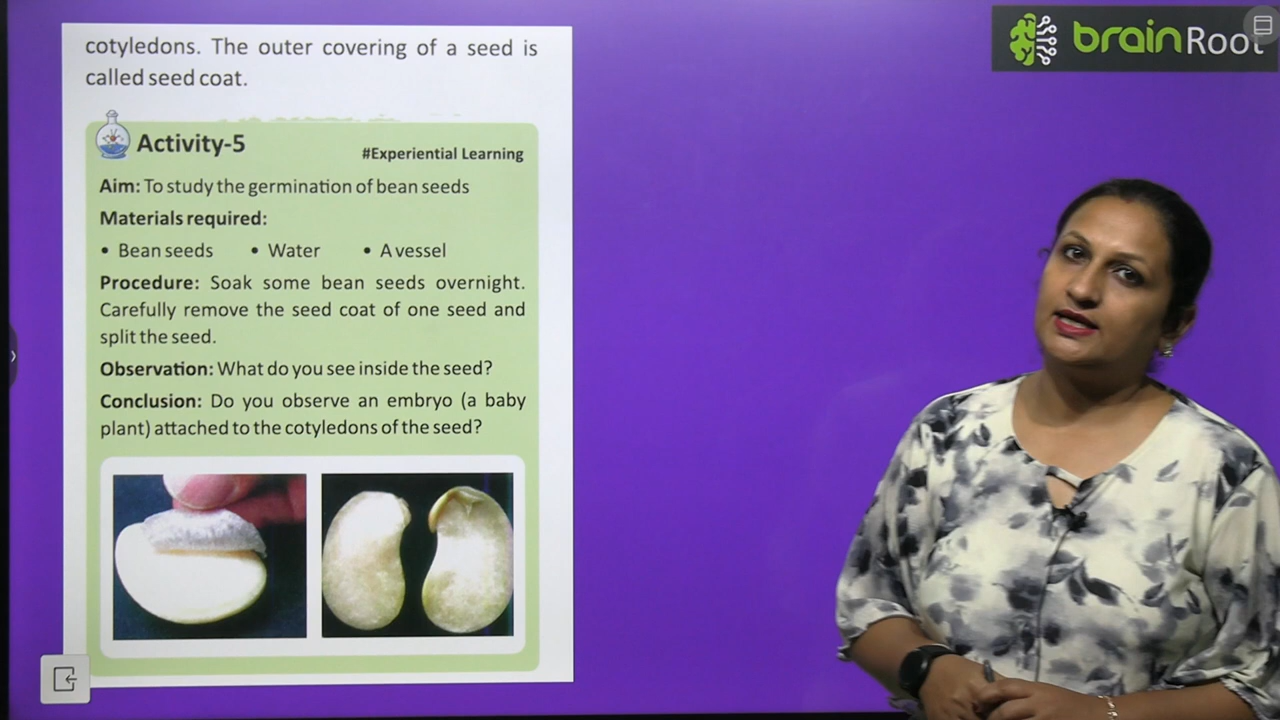 cotyledons. The outer covering of a seed is
called seed coat.
Activity-5
#Experiential Learning
Aim: To study the germination of bean seeds
Materials required:
• Bean seeds • Water • A vessel
Procedure: Soak some bean seeds overnight.
Carefully remove the seed coat of one seed and
split the seed.
Observation: What do you see inside the seed?
Conclusion: Do you observe an embryo (a baby
plant) attached to the cotyledons of the seed?
brainRoot